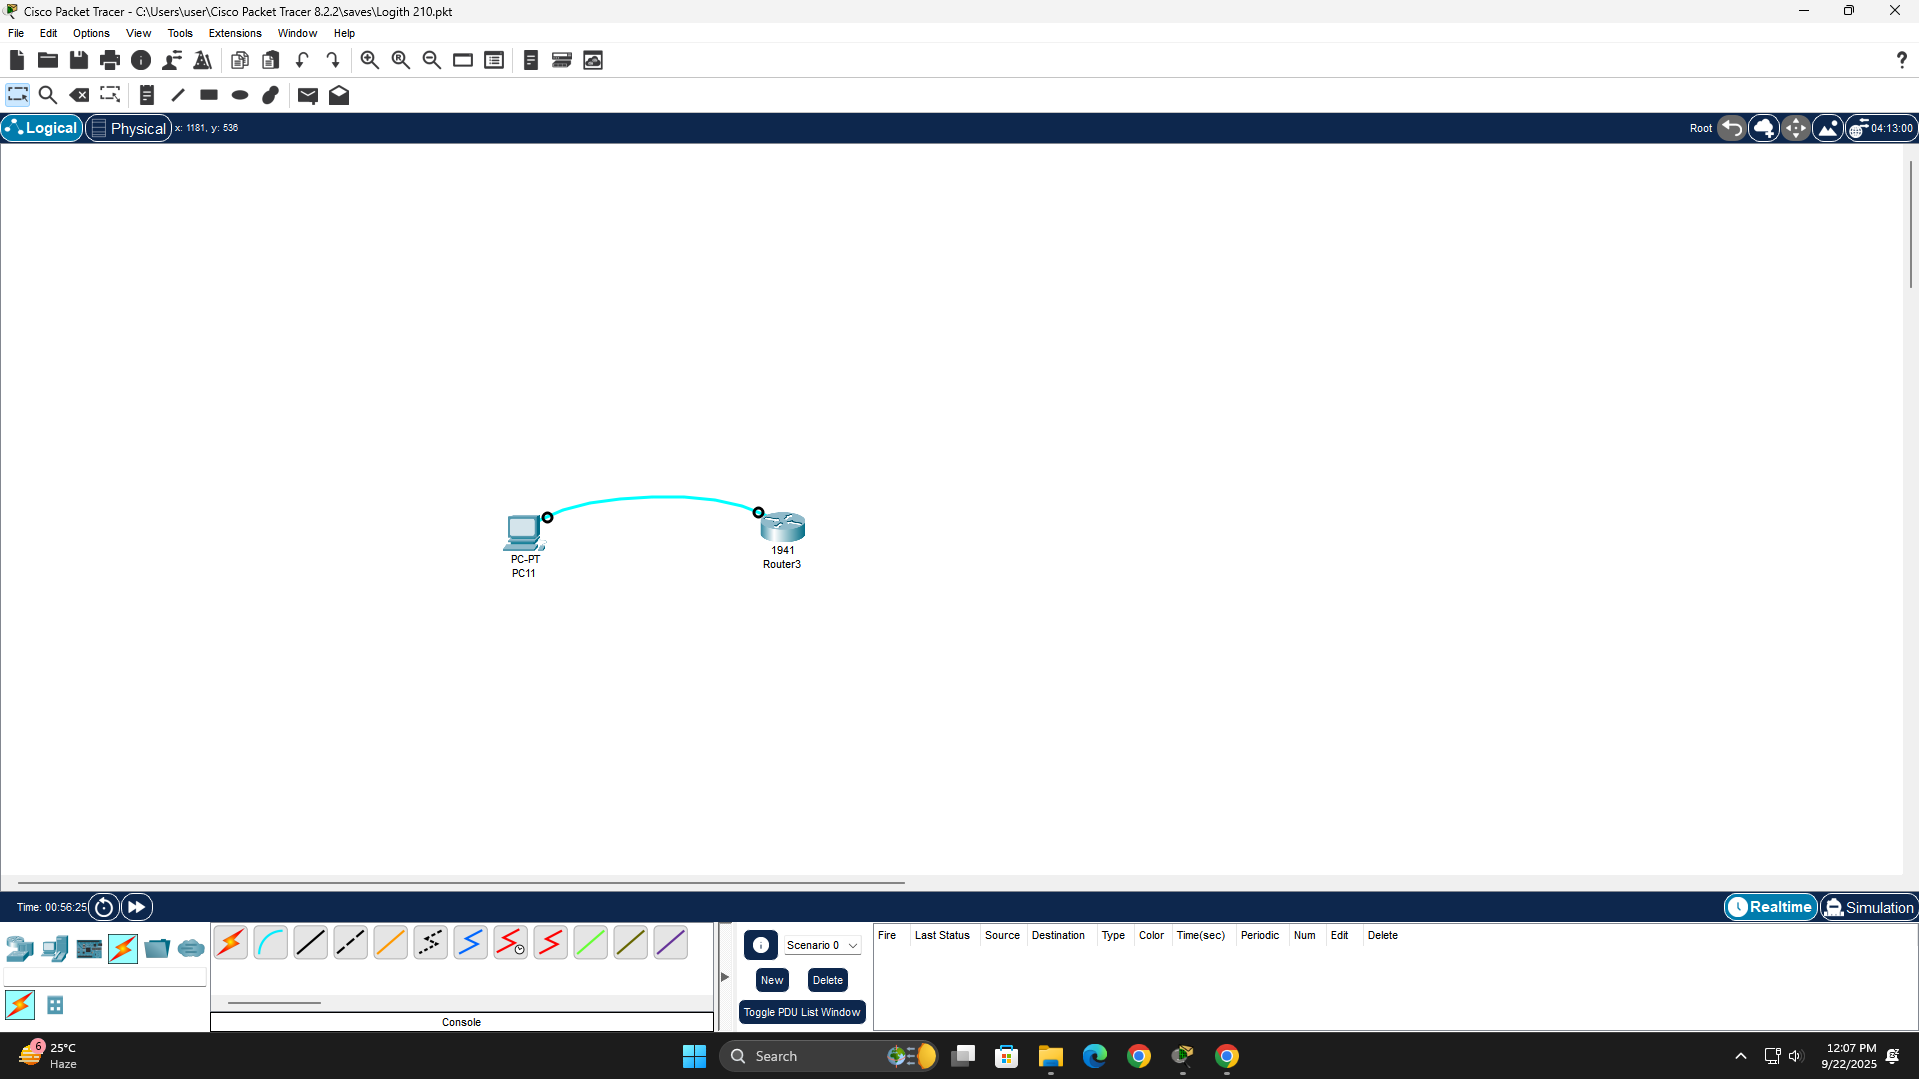 Cisco Packet Tracer - C:\Users\user\Cisco Packet Tracer 8.2.2\saves\Logith 210.pkt
File Edit Options View Tools Extensions Window Help
?
Logical Physical x: 1181, y: 536 Root 04:13:00
PC-PT
PC11
1941
Router3
Time: 00:56:25 Realtime Simulation
Scenario 0
New Delete
Toggle PDU List Window
Fire Last Status Source Destination Type Color Time(sec) Periodic Num Edit Delete
Console
6
25°C
Haze
Search
12:07 PM
9/22/2025